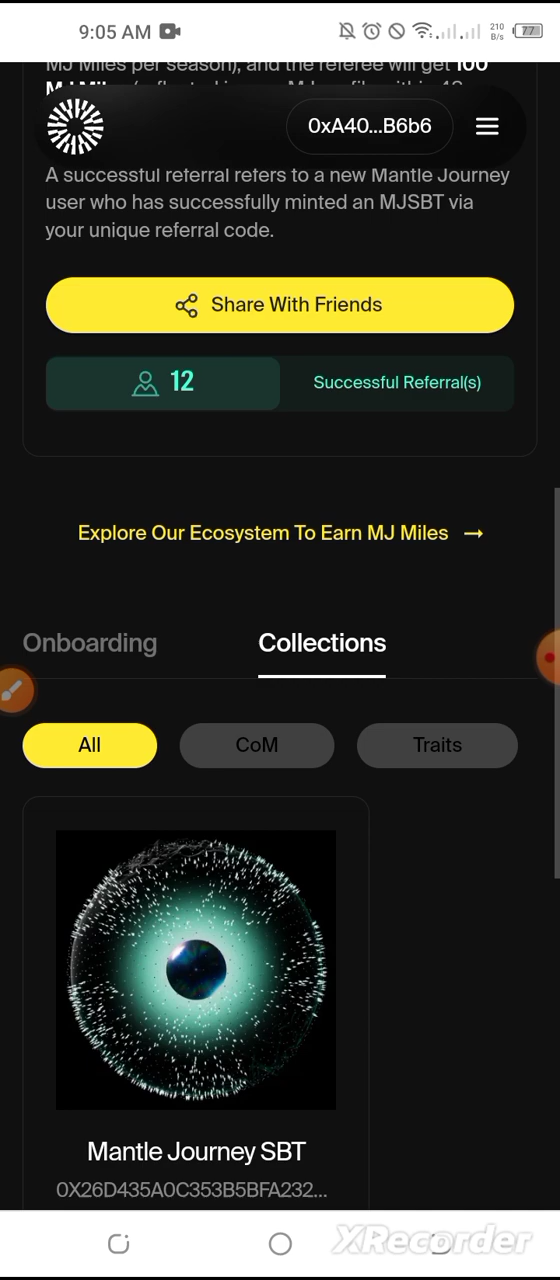 9:05 AM
210
B/s
77
MJ Miles per season), and the referee will get 100
0xA40...B6b6
A successful referral refers to a new Mantle Journey
user who has successfully minted an MJSBT via
your unique referral code.
Share With Friends
12
Successful Referral(s)
Explore Our Ecosystem To Earn MJ Miles →
Onboarding
Collections
All
CoM
Traits
Mantle Journey SBT
0X26D435A0C353B5BFA232...
XRecorder